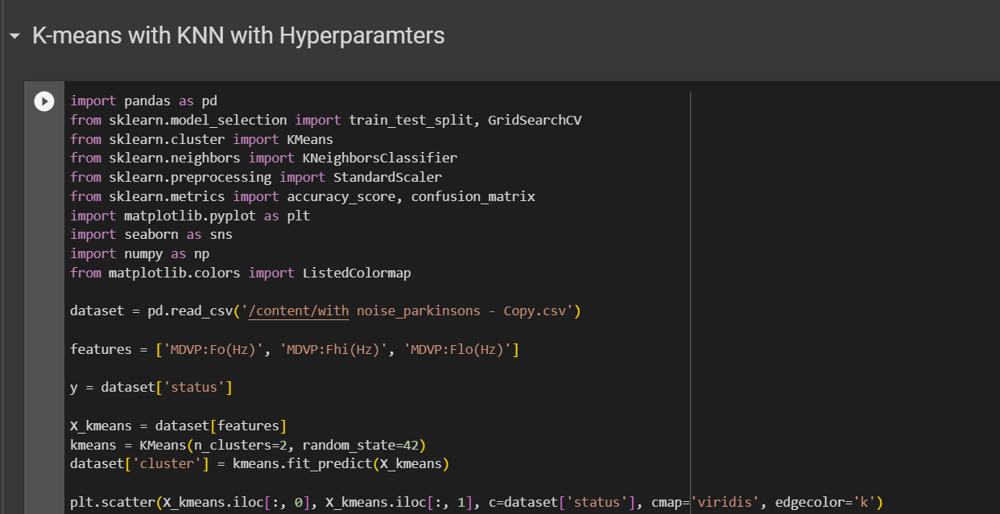 K-means with KNN with Hyperparamters
import pandas as pd
from sklearn.model_selection import train_test_split, GridSearchCV
from sklearn.cluster import KMeans
from sklearn.neighbors import KNeighborsClassifier
from sklearn.preprocessing import StandardScaler
from sklearn.metrics import accuracy_score, confusion_matrix
import matplotlib.pyplot as plt
import seaborn as sns
import numpy as np
from matplotlib.colors import ListedColormap
dataset = pd.read_csv('/content/with noise_parkinsons - Copy.csv')
features = ['MDVP:Fo(Hz)', 'MDVP:Fhi(Hz)', 'MDVP:Flo(Hz)']
y = dataset['status']
X_kmeans = dataset[features]
kmeans = KMeans(n_clusters=2, random_state=42)
dataset['cluster'] = kmeans.fit_predict(X_kmeans)
plt.scatter(X_kmeans.iloc[:, 0], X_kmeans.iloc[:, 1], c=dataset['status'], cmap='viridis', edgecolor='k')